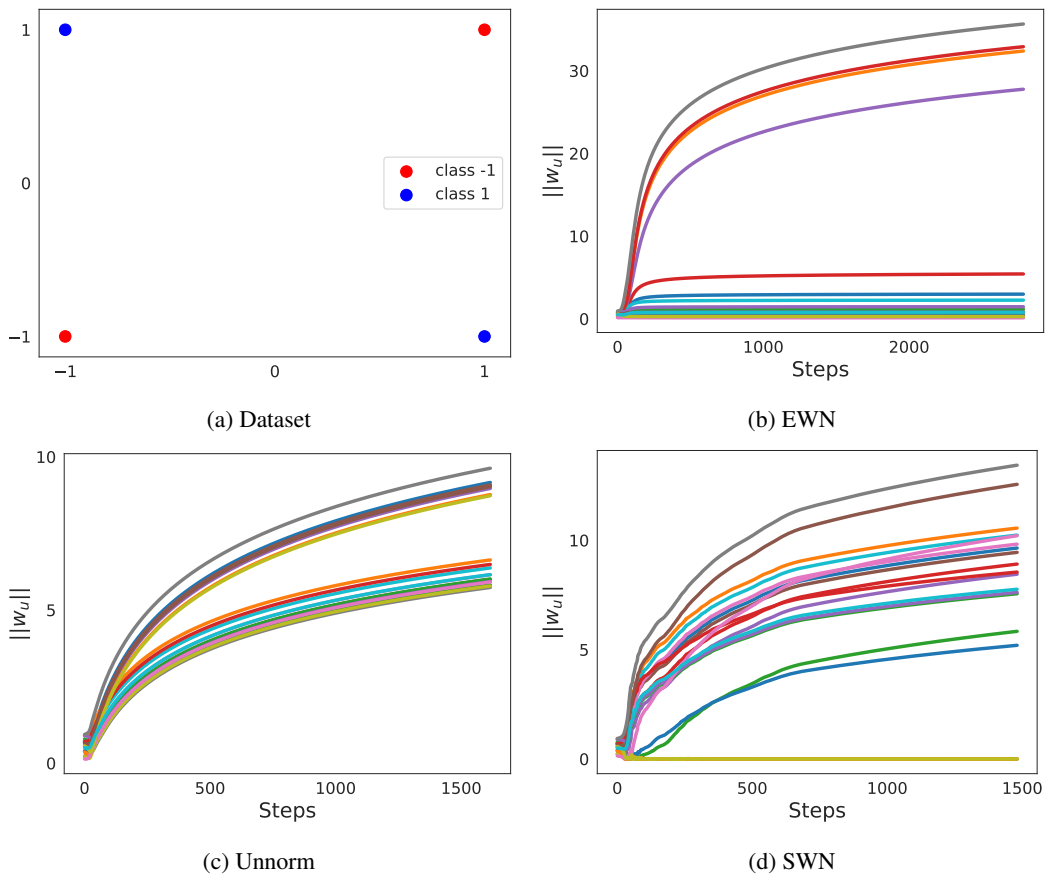 1
0
−1
−1
0
1
class -1
class 1
(a) Dataset
||w_u||
30
20
10
0
0
1000
2000
Steps
(b) EWN
||w_u||
10
5
0
0
500
1000
1500
Steps
(c) Unnorm
||w_u||
10
5
0
0
500
1000
1500
Steps
(d) SWN